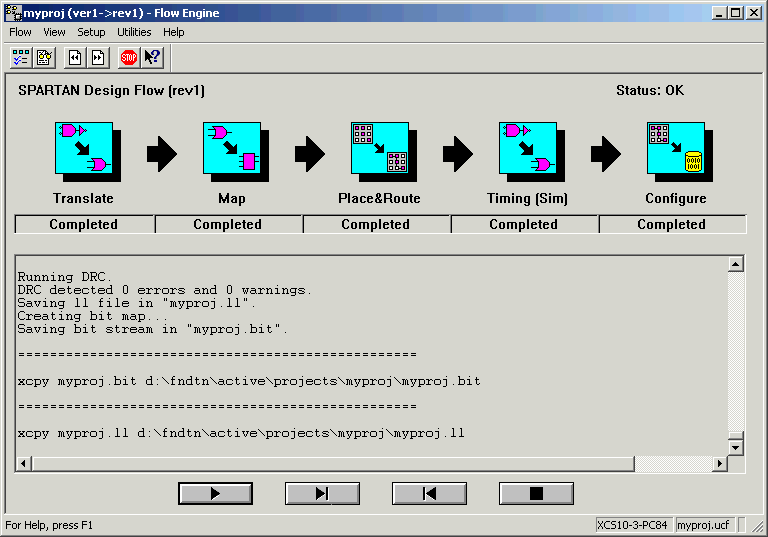 myproj (ver1->rev1) - Flow Engine
Flow View Setup Utilities Help
STOP
SPARTAN Design Flow (rev1) Status: OK
0010
1001
Translate Map Place&Route Timing (Sim) Configure
Completed Completed Completed Completed Completed
Running DRC.
DRC detected 0 errors and 0 warnings.
Saving ll file in "myproj.ll".
Creating bit map...
Saving bit stream in "myproj.bit".
==================================================
xcpy myproj.bit d:\fndtn\active\projects\myproj\myproj.bit
==================================================
xcpy myproj.ll d:\fndtn\active\projects\myproj\myproj.ll
For Help, press F1 XCS10-3-PC84 myproj.ucf